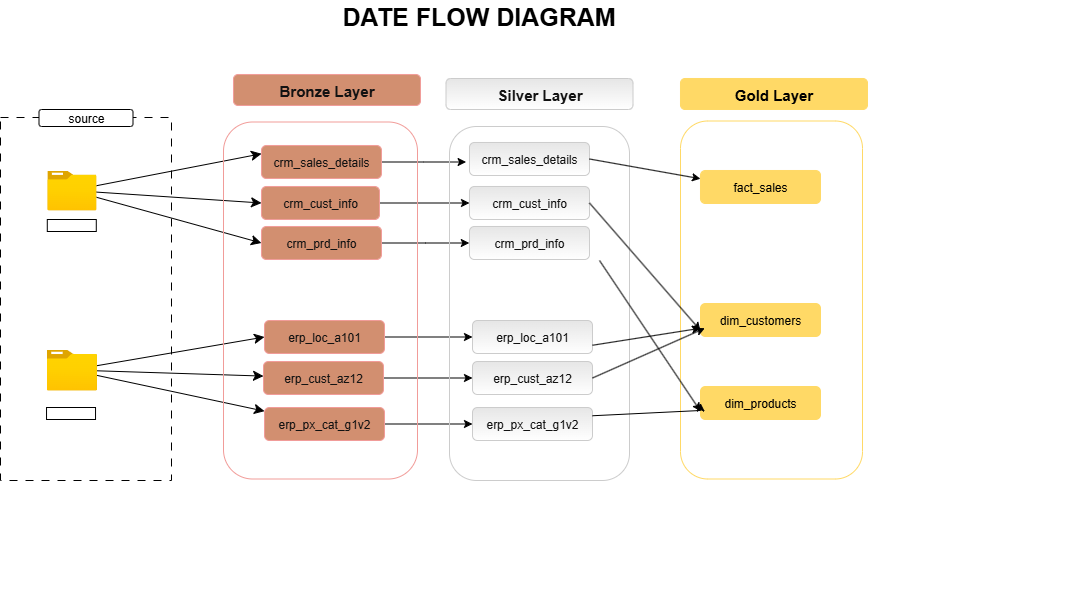 DATE FLOW DIAGRAM
Bronze Layer
Silver Layer
Gold Layer
source
crm_sales_details
crm_sales_details
fact_sales
crm_cust_info
crm_cust_info
crm_prd_info
crm_prd_info
dim_customers
erp_loc_a101
erp_loc_a101
erp_cust_az12
erp_cust_az12
dim_products
erp_px_cat_g1v2
erp_px_cat_g1v2